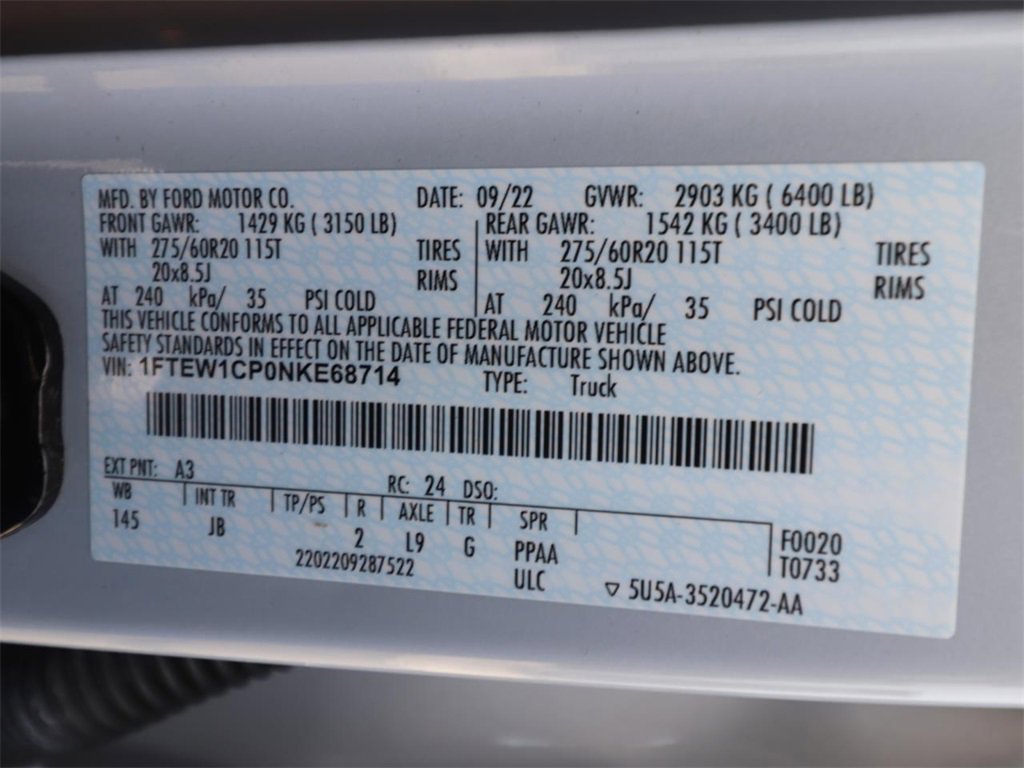 MFD. BY FORD MOTOR CO. DATE: 09/22 GVWR: 2903 KG ( 6400 LB)
FRONT GAWR: 1429 KG ( 3150 LB) REAR GAWR: 1542 KG ( 3400 LB)
WITH 275/60R20 115T TIRES WITH 275/60R20 115T TIRES
20x8.5J RIMS 20x8.5J RIMS
AT 240 kPa/ 35 PSI COLD AT 240 kPa/ 35 PSI COLD
THIS VEHICLE CONFORMS TO ALL APPLICABLE FEDERAL MOTOR VEHICLE
SAFETY STANDARDS IN EFFECT ON THE DATE OF MANUFACTURE SHOWN ABOVE.
VIN: 1FTEW1CP0NKE68714 TYPE: Truck
EXT PNT: A3 RC: 24 DSO:
WB INT TR TP/PS R AXLE TR SPR
145 JB 2 L9 G PPAA F0020
2202209287522 ULC T0733
5U5A-3520472-AA